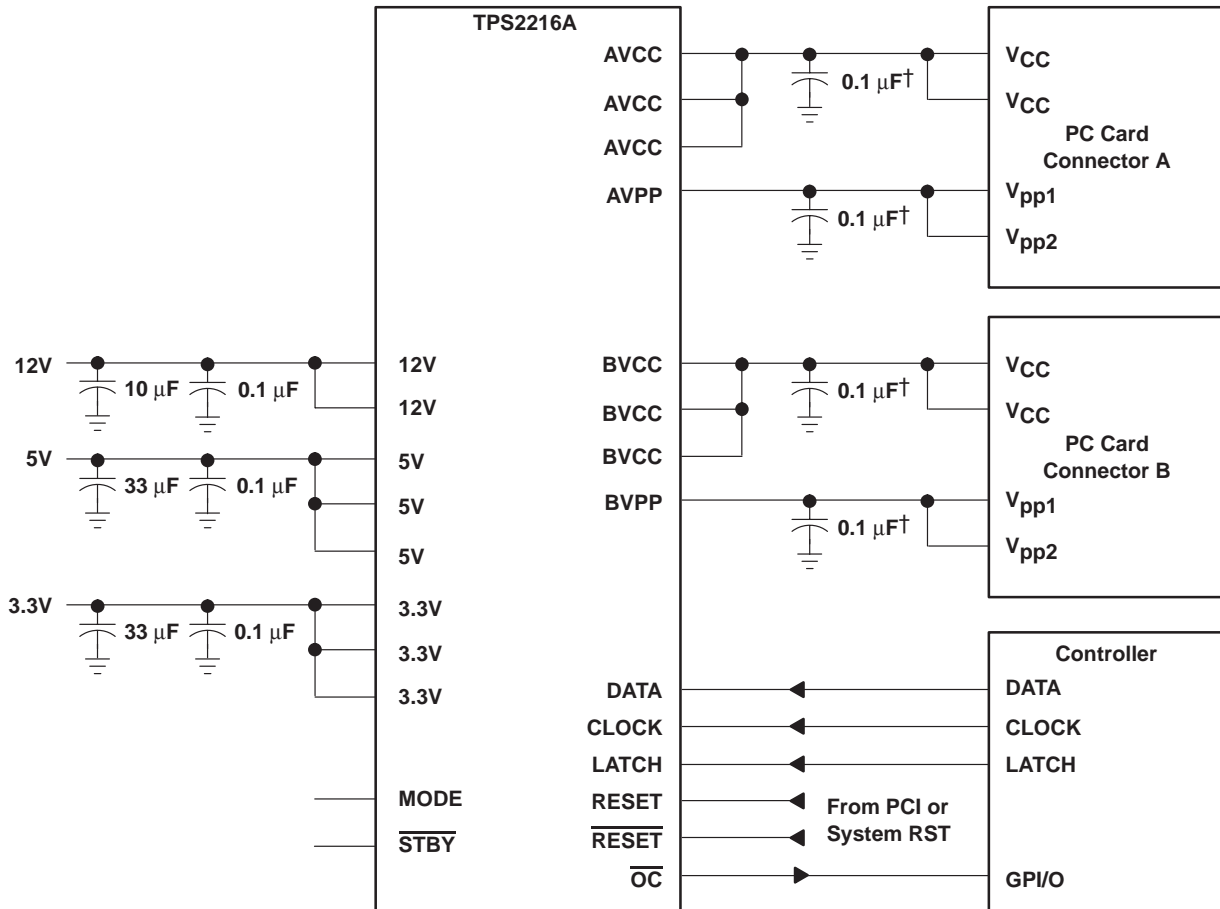 TPS2216A
AVCC
AVCC
AVCC
AVPP
0.1 μF†
0.1 μF†
VCC
VCC
PC Card
Connector A
Vpp1
Vpp2
12V
10 μF
0.1 μF
12V
12V
5V
33 μF
0.1 μF
5V
5V
5V
3.3V
33 μF
0.1 μF
3.3V
3.3V
3.3V
MODE
STBY
BVCC
BVCC
BVCC
BVPP
0.1 μF†
0.1 μF†
VCC
VCC
PC Card
Connector B
Vpp1
Vpp2
DATA
CLOCK
LATCH
RESET
RESET
OC
From PCI or
System RST
Controller
DATA
CLOCK
LATCH
GPI/O